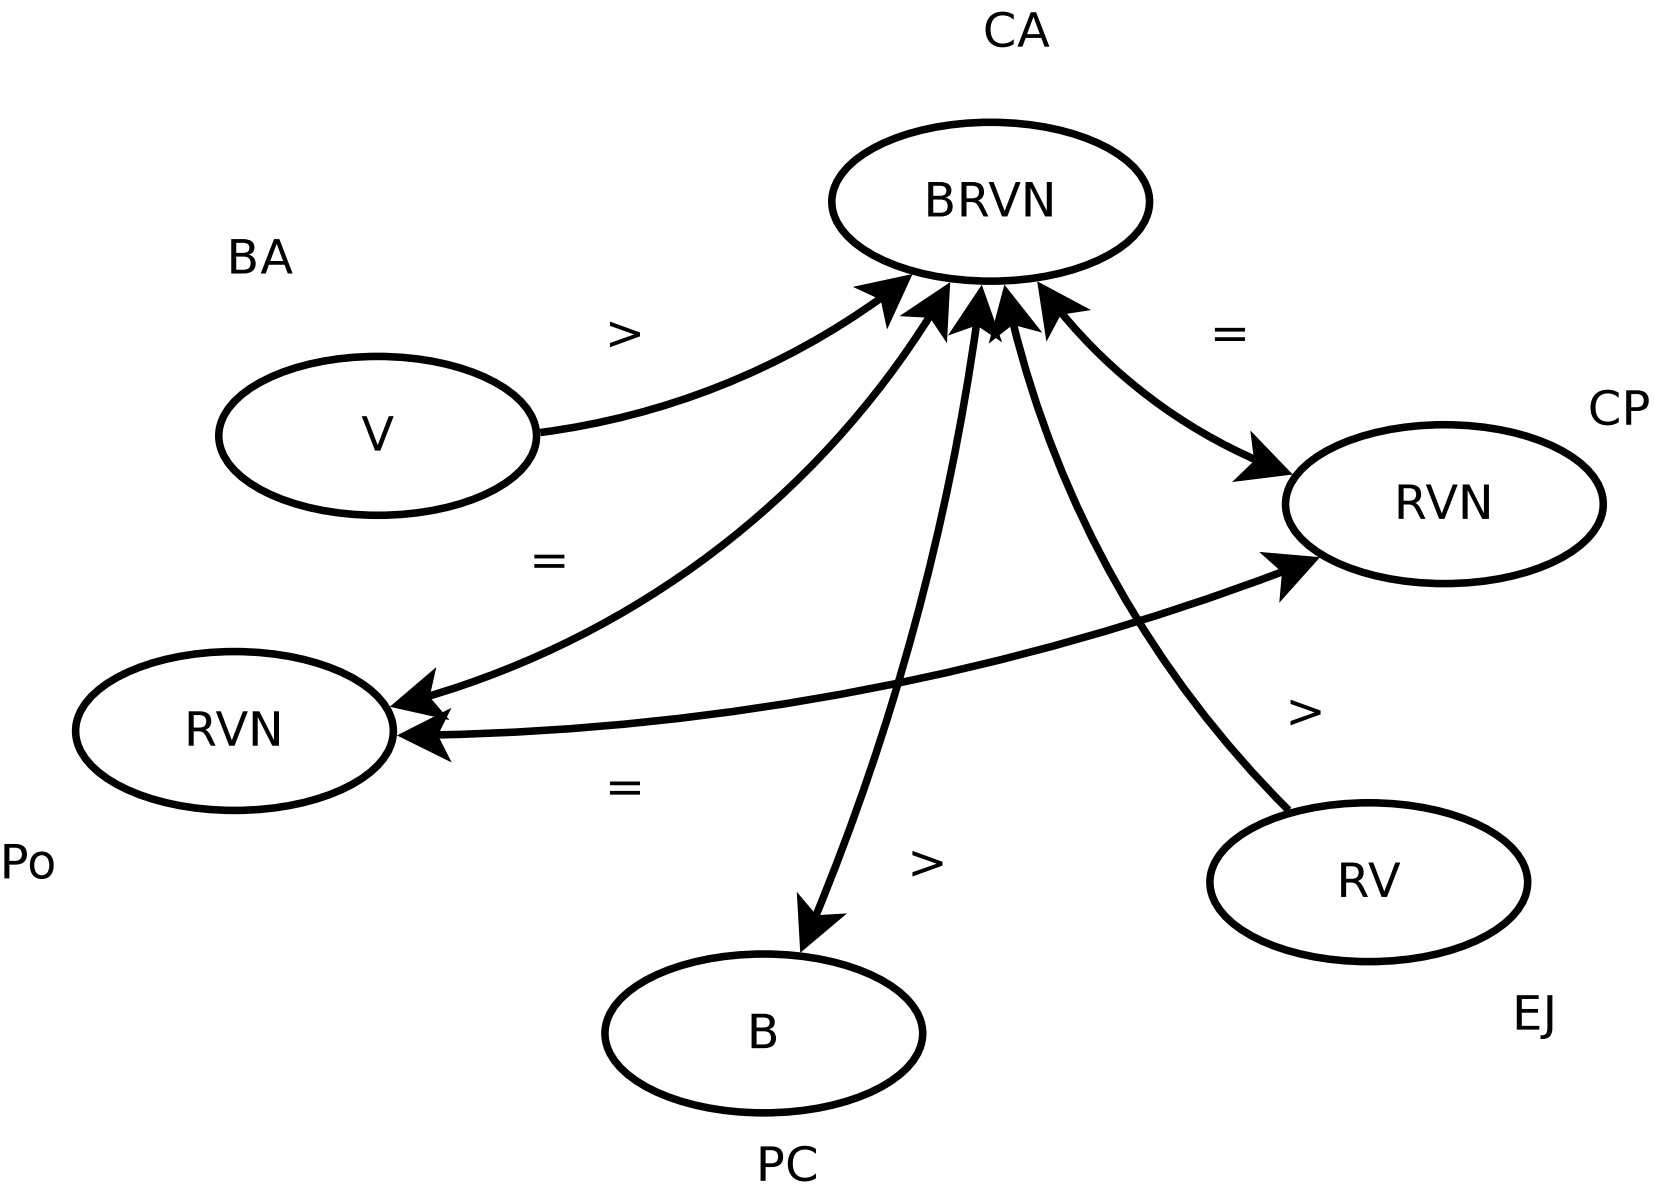 CA
BRVN
BA
>
=
CP
V
RVN
=
RVN
>
=
Po
>
RV
EJ
B
PC